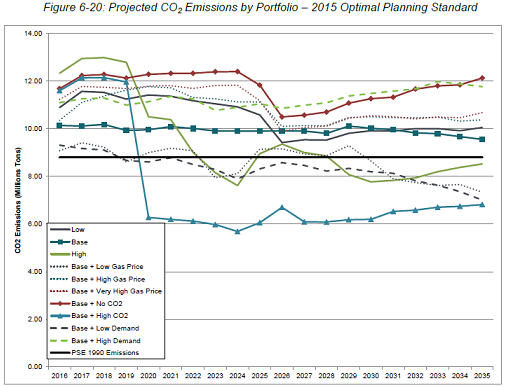 Figure 6-20: Projected CO2 Emissions by Portfolio – 2015 Optimal Planning Standard
14.00
12.00
10.00
8.00
6.00
4.00
2.00
0.00
CO2 Emissions (Millions Tons)
Low
Base
High
Base + Low Gas Price
Base + High Gas Price
Base + Very High Gas Price
Base + No CO2
Base + High CO2
Base + Low Demand
Base + High Demand
PSE 1990 Emissions
2016 2017 2018 2019 2020 2021 2022 2023 2024 2025 2026 2027 2028 2029 2030 2031 2032 2033 2034 2035